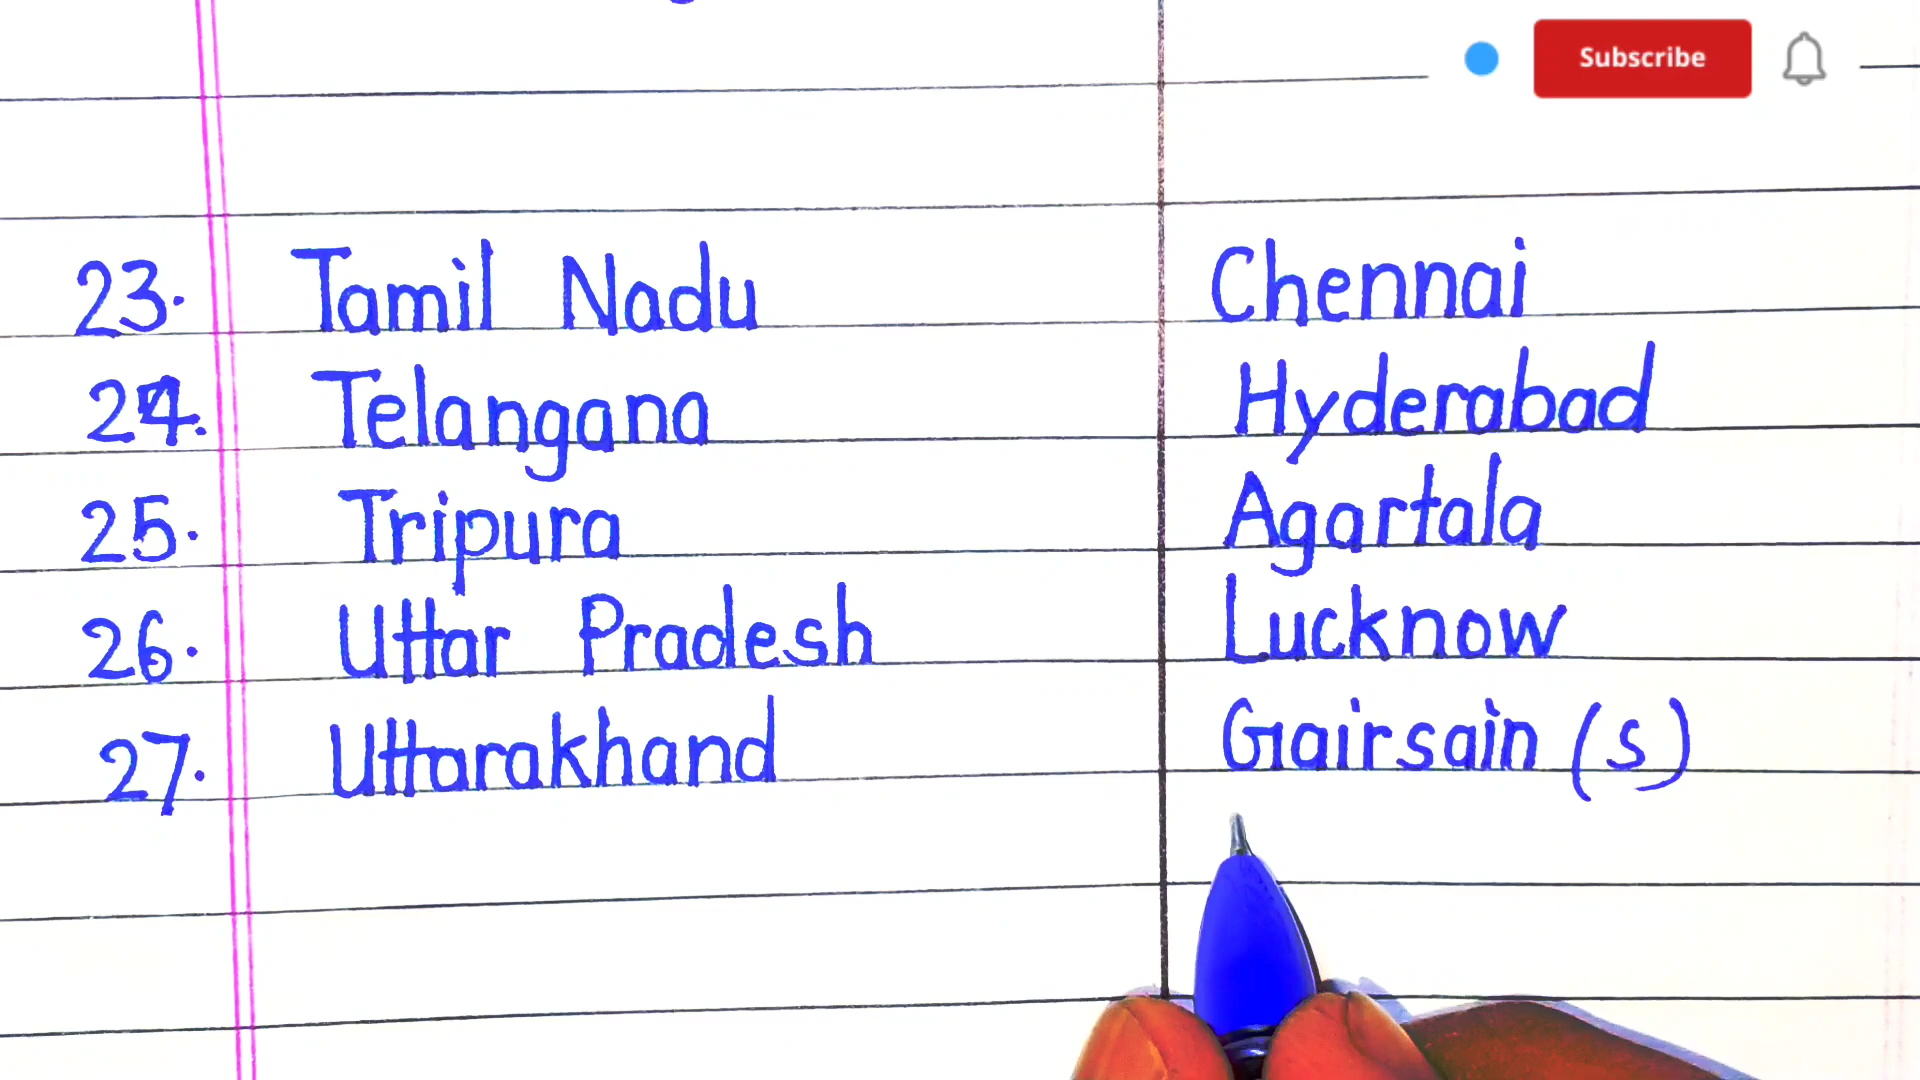 Subscribe
23. Tamil Nadu Chennai
24. Telangana Hyderabad
25. Tripura Agartala
26. Uttar Pradesh Lucknow
27. Uttarakhand Gairsain (s)